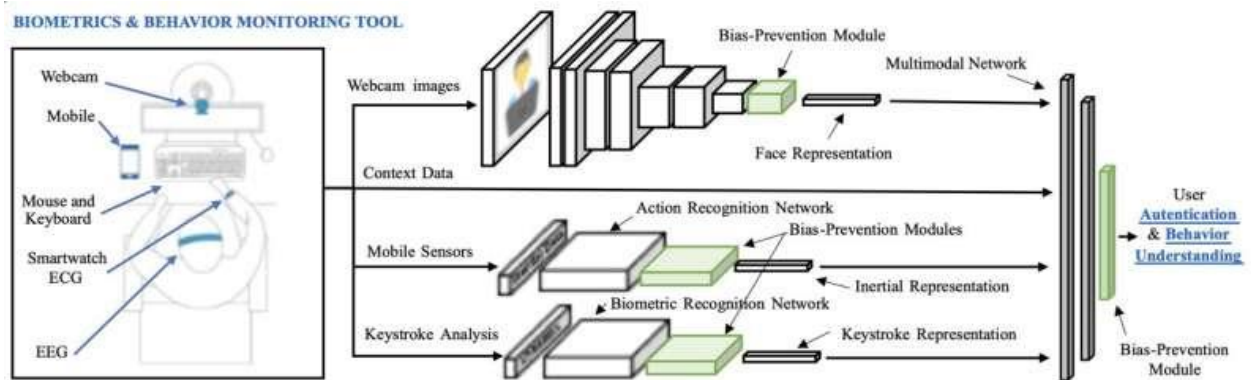 BIOMETRICS & BEHAVIOR MONITORING TOOL
Webcam
Mobile
Mouse and
Keyboard
Smartwatch
ECG
EEG
Webcam images
Context Data
Mobile Sensors
Keystroke Analysis
Bias-Prevention Module
Face Representation
Action Recognition Network
Bias-Prevention Modules
Inertial Representation
Biometric Recognition Network
Keystroke Representation
Multimodal Network
User
Autentication
& Behavior
Understanding
Bias-Prevention
Module